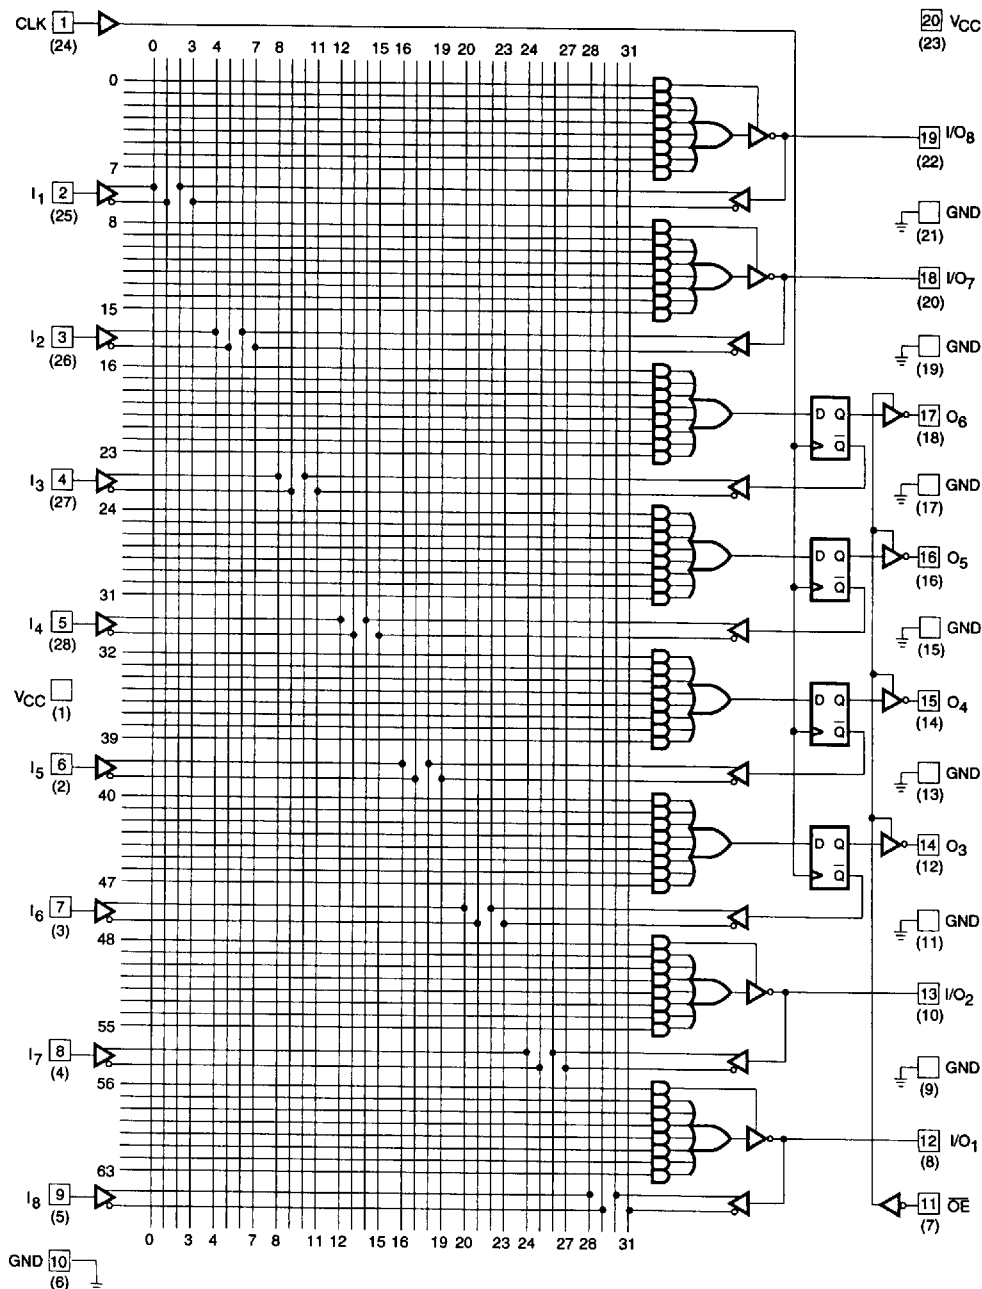 CLK 1 (24)
20 VCC (23)
0 3 4 7 8 11 12 15 16 19 20 23 24 27 28 31
0
19 I/O8 (22)
7
I1 2 (25)
GND (21)
8
18 I/O7 (20)
15
I2 3 (26)
GND (19)
16
D Q Q
17 O6 (18)
23
I3 4 (27)
GND (17)
24
D Q Q
16 O5 (16)
31
I4 5 (28)
GND (15)
32
VCC (1)
D Q Q
15 O4 (14)
39
I5 6 (2)
GND (13)
40
D Q Q
14 O3 (12)
47
I6 7 (3)
GND (11)
48
13 I/O2 (10)
55
I7 8 (4)
GND (9)
56
12 I/O1 (8)
63
I8 9 (5)
11 OE (7)
0 3 4 7 8 11 12 15 16 19 20 23 24 27 28 31
GND 10 (6)